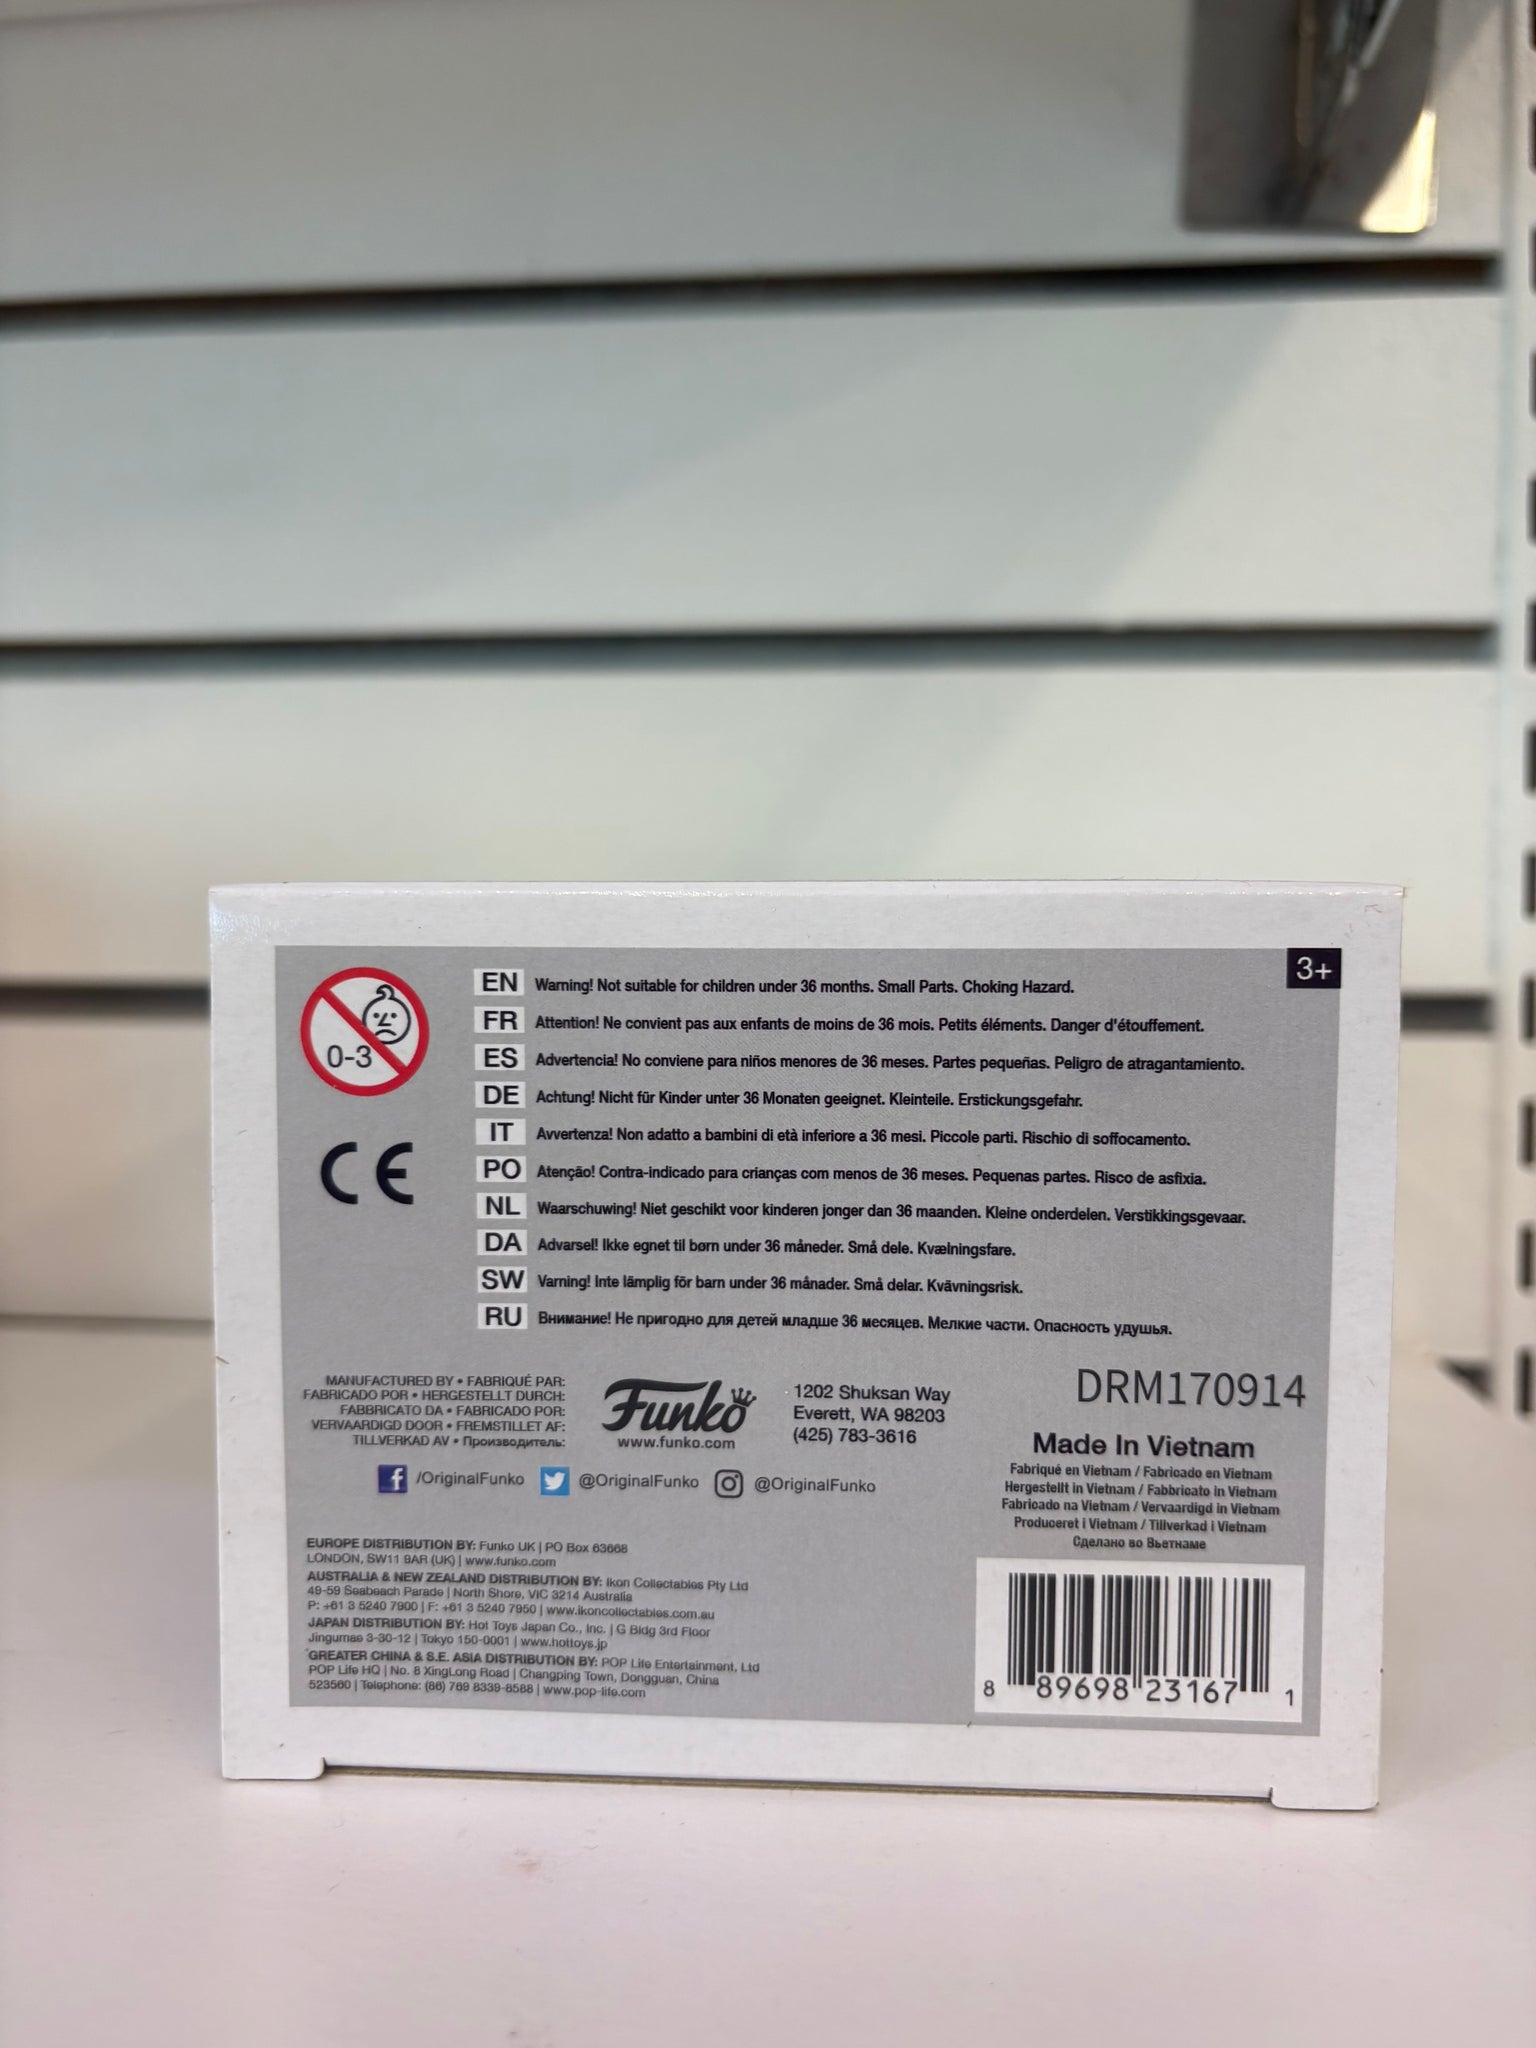 3+
0-3
EN Warning! Not suitable for children under 36 months. Small Parts. Choking Hazard.
FR Attention! Ne convient pas aux enfants de moins de 36 mois. Petits éléments. Danger d'étouffement.
ES Advertencia! No conviene para niños menores de 36 meses. Partes pequeñas. Peligro de atragantamiento.
DE Achtung! Nicht für Kinder unter 36 Monaten geeignet. Kleinteile. Erstickungsgefahr.
IT Avvertenza! Non adatto a bambini di età inferiore a 36 mesi. Piccole parti. Rischio di soffocamento.
PO Atenção! Contra-indicado para crianças com menos de 36 meses. Pequenas partes. Risco de asfixia.
NL Waarschuwing! Niet geschikt voor kinderen jonger dan 36 maanden. Kleine onderdelen. Verstikkingsgevaar.
DA Advarsel! Ikke egnet til børn under 36 måneder. Små dele. Kvælningsfare.
SW Varning! Inte lämplig för barn under 36 månader. Små delar. Kvävningsrisk.
RU Внимание! Не пригодно для детей младше 36 месяцев. Мелкие части. Опасность удушья.
CE
MANUFACTURED BY • FABRIQUÉ PAR:
FABRICADO POR • HERGESTELLT DURCH:
FABBRICATO DA • FABRICADO POR:
VERVAARDIGD DOOR • FREMSTILLET AF:
TILLVERKAD AV • Производитель:
Funko
www.funko.com
1202 Shuksan Way
Everett, WA 98203
(425) 783-3616
/OriginalFunko @OriginalFunko @OriginalFunko
DRM170914
Made In Vietnam
Fabriqué en Vietnam / Fabricado en Vietnam
Hergestellt in Vietnam / Fabbricato in Vietnam
Fabricado na Vietnam / Vervaardigd in Vietnam
Produceret i Vietnam / Tillverkad i Vietnam
Сделано во Вьетнаме
EUROPE DISTRIBUTION BY: Funko UK | PO Box 63668
LONDON, SW11 9AR (UK) | www.funko.com
AUSTRALIA & NEW ZEALAND DISTRIBUTION BY: Ikon Collectables Pty Ltd
49-59 Seabeach Parade | North Shore, VIC 3214 Australia
P: +61 3 5240 7900 | F: +61 3 5240 7950 | www.ikoncollectables.com.au
JAPAN DISTRIBUTION BY: Hot Toys Japan Co., Inc. | G Bldg 3rd Floor
Jingumae 3-30-12 | Tokyo 150-0001 | www.hottoys.jp
GREATER CHINA & S.E. ASIA DISTRIBUTION BY: POP Life Entertainment, Ltd
POP Life HQ | No. 8 XingLong Road | Changping Town, Dongguan, China
523560 | Telephone: (86) 769 8339-8588 | www.pop-life.com
8 89698 23167 1